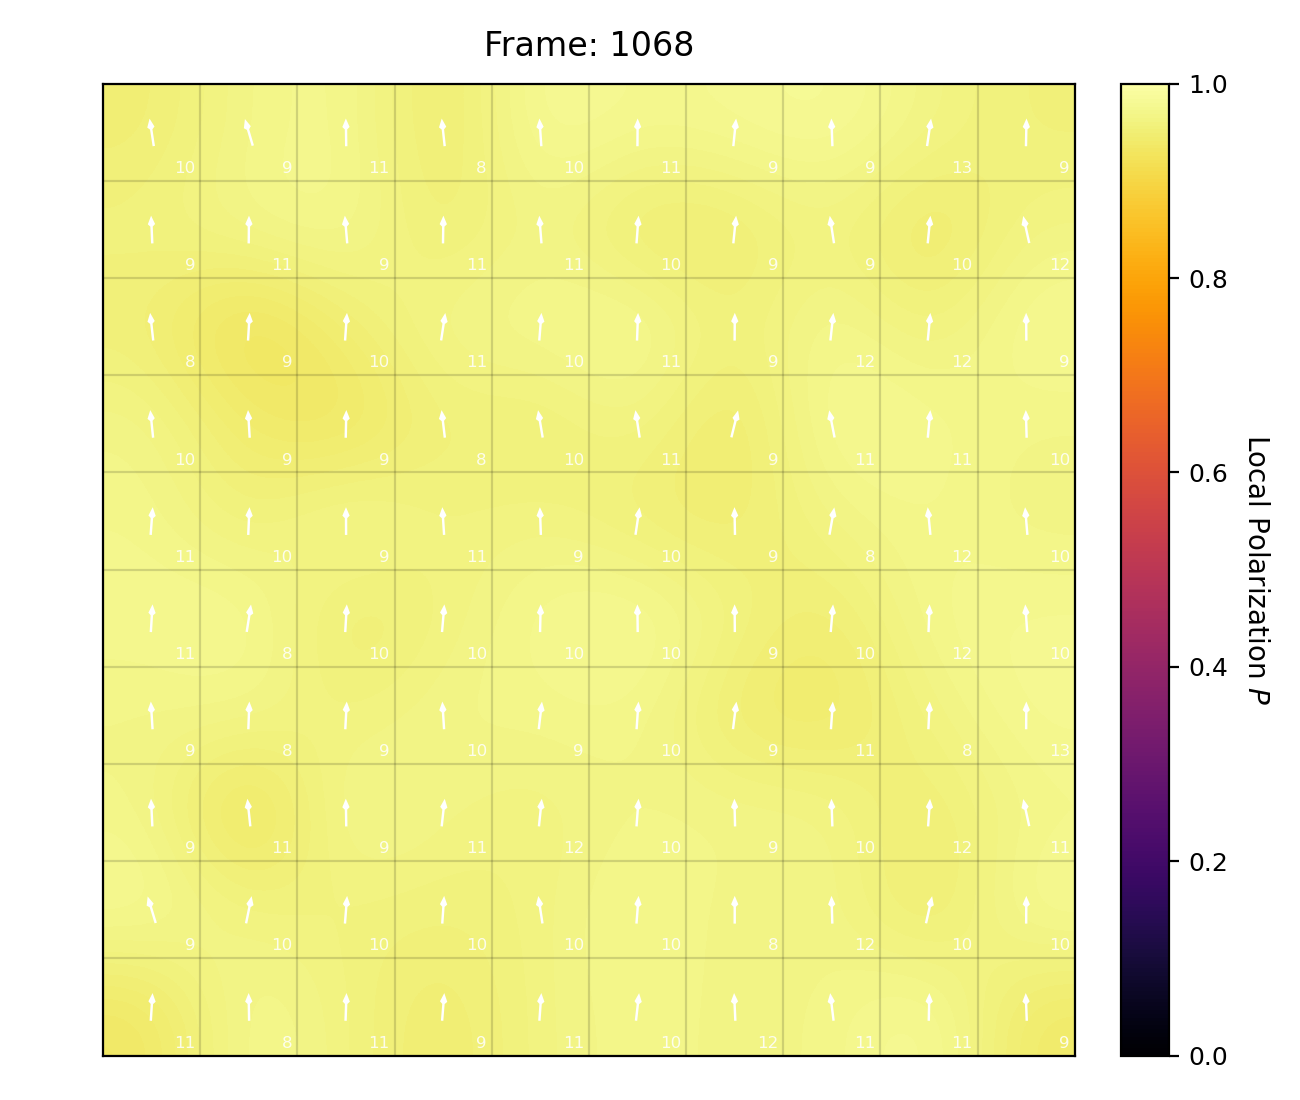 Frame: 1068
10 9 11 8 10 11 9 9 13 9
9 11 9 11 11 10 9 9 10 12
8 9 10 11 10 11 9 12 12 9
10 9 9 8 10 11 9 11 11 10
11 10 9 11 9 10 9 8 12 10
11 8 10 10 10 10 9 10 12 10
9 8 9 10 9 10 9 11 8 13
9 11 9 11 12 10 9 10 12 11
9 10 10 10 10 10 8 12 10 10
11 8 11 9 11 10 12 11 11 9
1.0
0.8
0.6
0.4
0.2
0.0
Local Polarization P